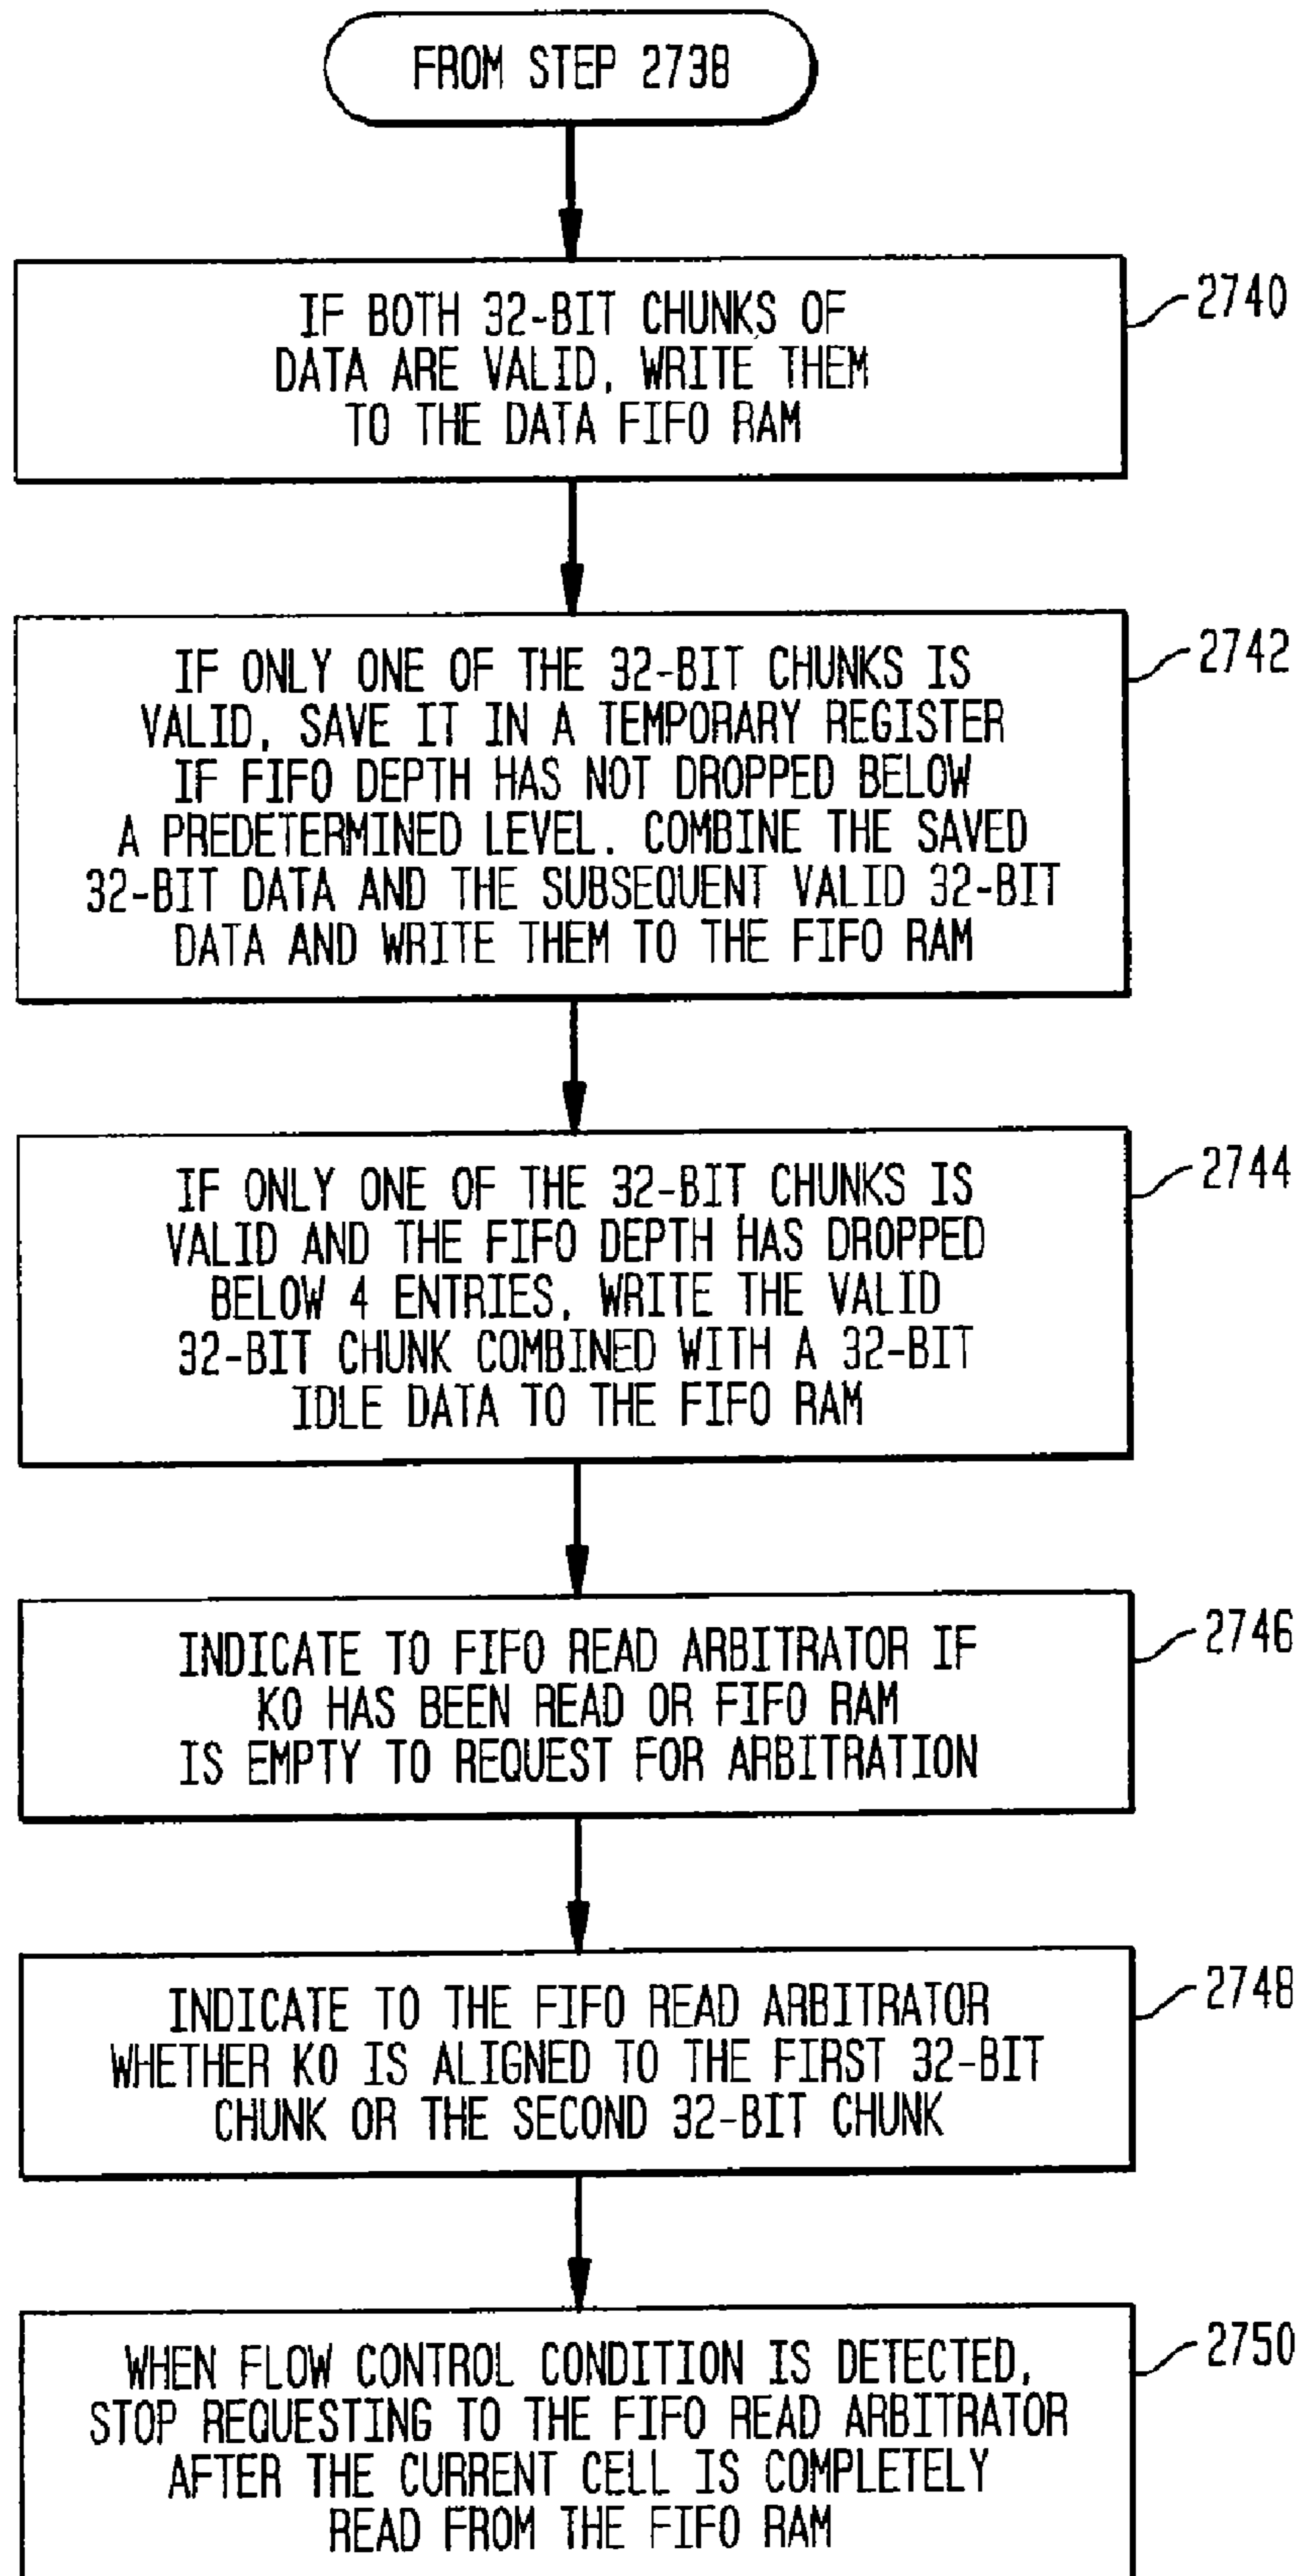 FROM STEP 2738
IF BOTH 32-BIT CHUNKS OF
DATA ARE VALID, WRITE THEM
TO THE DATA FIFO RAM
2740
IF ONLY ONE OF THE 32-BIT CHUNKS IS
VALID, SAVE IT IN A TEMPORARY REGISTER
IF FIFO DEPTH HAS NOT DROPPED BELOW
A PREDETERMINED LEVEL. COMBINE THE SAVED
32-BIT DATA AND THE SUBSEQUENT VALID 32-BIT
DATA AND WRITE THEM TO THE FIFO RAM
2742
IF ONLY ONE OF THE 32-BIT CHUNKS IS
VALID AND THE FIFO DEPTH HAS DROPPED
BELOW 4 ENTRIES, WRITE THE VALID
32-BIT CHUNK COMBINED WITH A 32-BIT
IDLE DATA TO THE FIFO RAM
2744
INDICATE TO FIFO READ ARBITRATOR IF
K0 HAS BEEN READ OR FIFO RAM
IS EMPTY TO REQUEST FOR ARBITRATION
2746
INDICATE TO THE FIFO READ ARBITRATOR
WHETHER K0 IS ALIGNED TO THE FIRST 32-BIT
CHUNK OR THE SECOND 32-BIT CHUNK
2748
WHEN FLOW CONTROL CONDITION IS DETECTED,
STOP REQUESTING TO THE FIFO READ ARBITRATOR
AFTER THE CURRENT CELL IS COMPLETELY
READ FROM THE FIFO RAM
2750